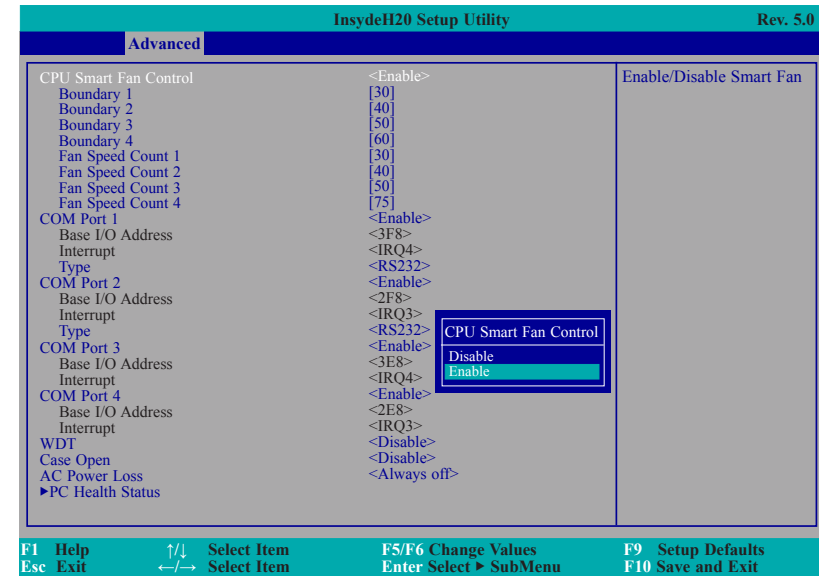 InsydeH20 Setup Utility Rev. 5.0
Advanced
CPU Smart Fan Control <Enable> Enable/Disable Smart Fan
Boundary 1 [30]
Boundary 2 [40]
Boundary 3 [50]
Boundary 4 [60]
Fan Speed Count 1 [30]
Fan Speed Count 2 [40]
Fan Speed Count 3 [50]
Fan Speed Count 4 [75]
COM Port 1 <Enable>
Base I/O Address <3F8>
Interrupt <IRQ4>
Type <RS232>
COM Port 2 <Enable>
Base I/O Address <2F8>
Interrupt <IRQ3>
Type <RS232>
COM Port 3 <Enable>
Base I/O Address <3E8>
Interrupt <IRQ4>
COM Port 4 <Enable>
Base I/O Address <2E8>
Interrupt <IRQ3>
WDT <Disable>
Case Open <Disable>
AC Power Loss <Always off>
►PC Health Status
CPU Smart Fan Control
Disable
Enable
F1 Help ↑/↓ Select Item F5/F6 Change Values F9 Setup Defaults
Esc Exit ←/→ Select Item Enter Select ► SubMenu F10 Save and Exit